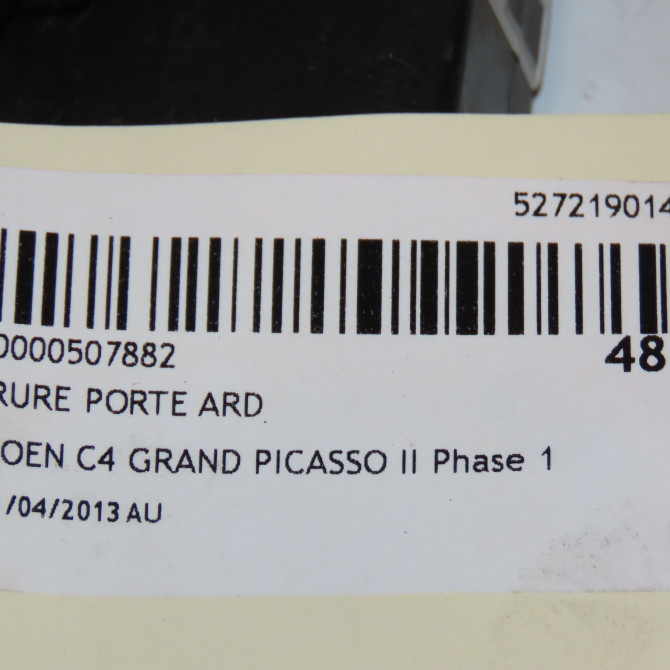 527219014
0000507882
48
RURE PORTE ARD
OEN C4 GRAND PICASSO II Phase 1
/04/2013 AU